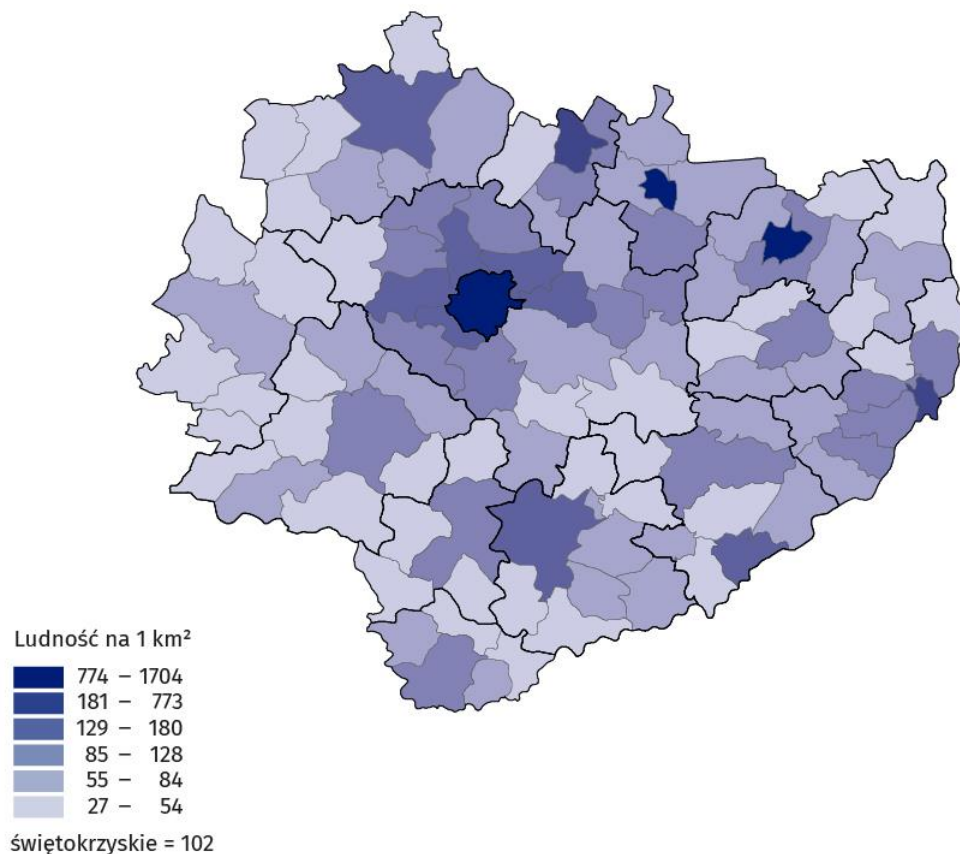 Ludność na 1 km²
774 – 1704
181 – 773
129 – 180
85 – 128
55 – 84
27 – 54
świętokrzyskie = 102